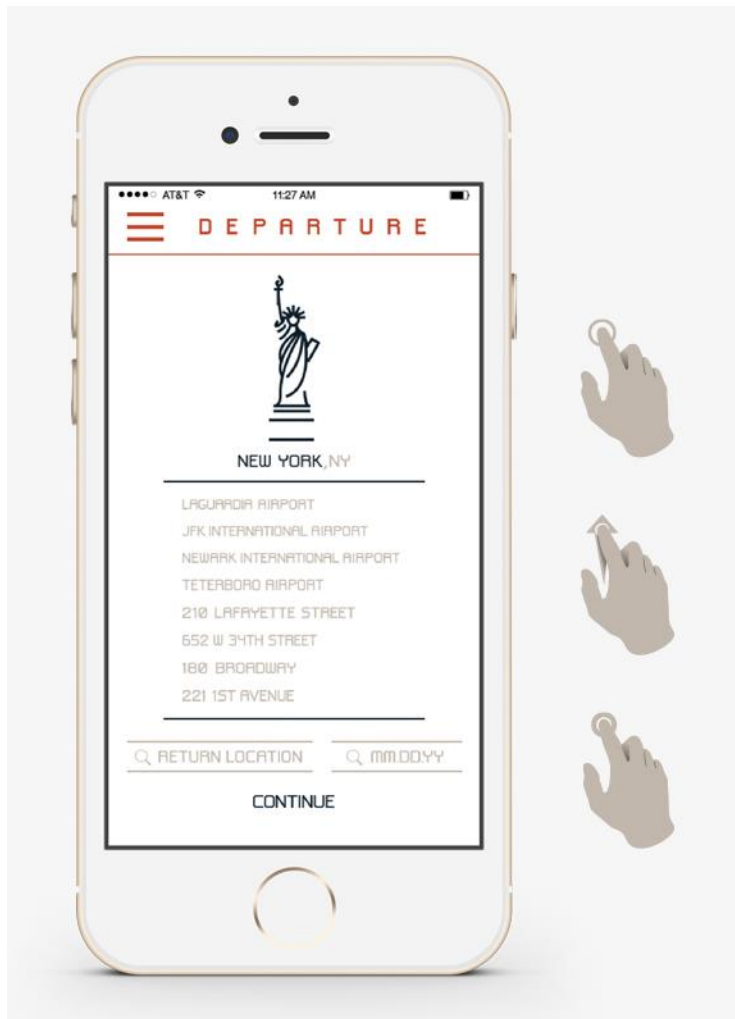 AT&T 11:27 AM
DEPARTURE
NEW YORK,NY
LAGUARDIA AIRPORT
JFK INTERNATIONAL AIRPORT
NEWARK INTERNATIONAL AIRPORT
TETERBORO AIRPORT
210 LAFAYETTE STREET
652 W 34TH STREET
180 BROADWAY
221 1ST AVENUE
RETURN LOCATION MM.DD.YY
CONTINUE